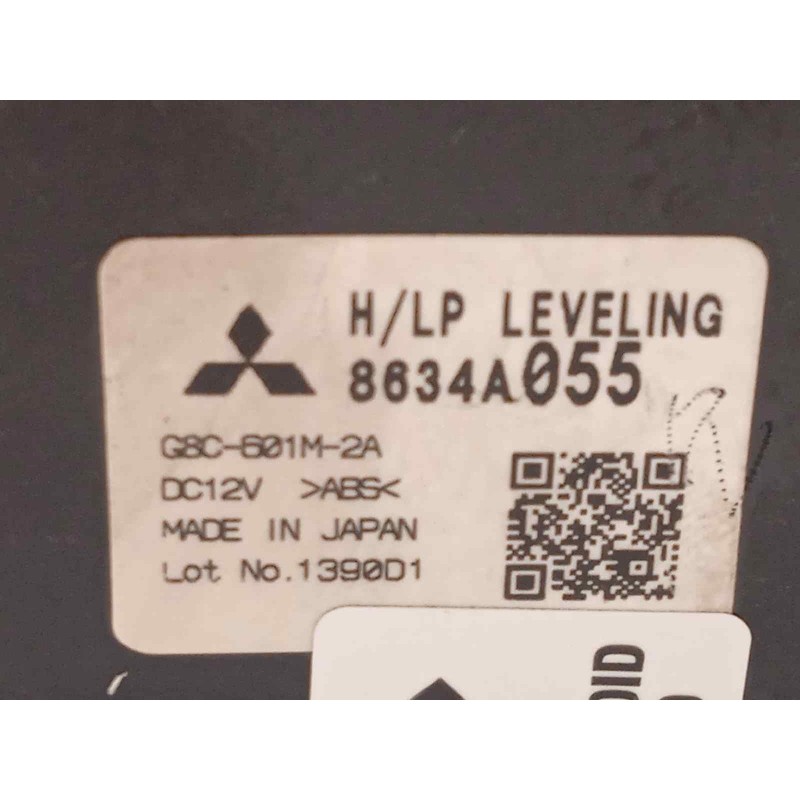 H/LP LEVELING
8634A055
G8C-601M-2A
DC12V >ABS<
MADE IN JAPAN
Lot No.1390D1